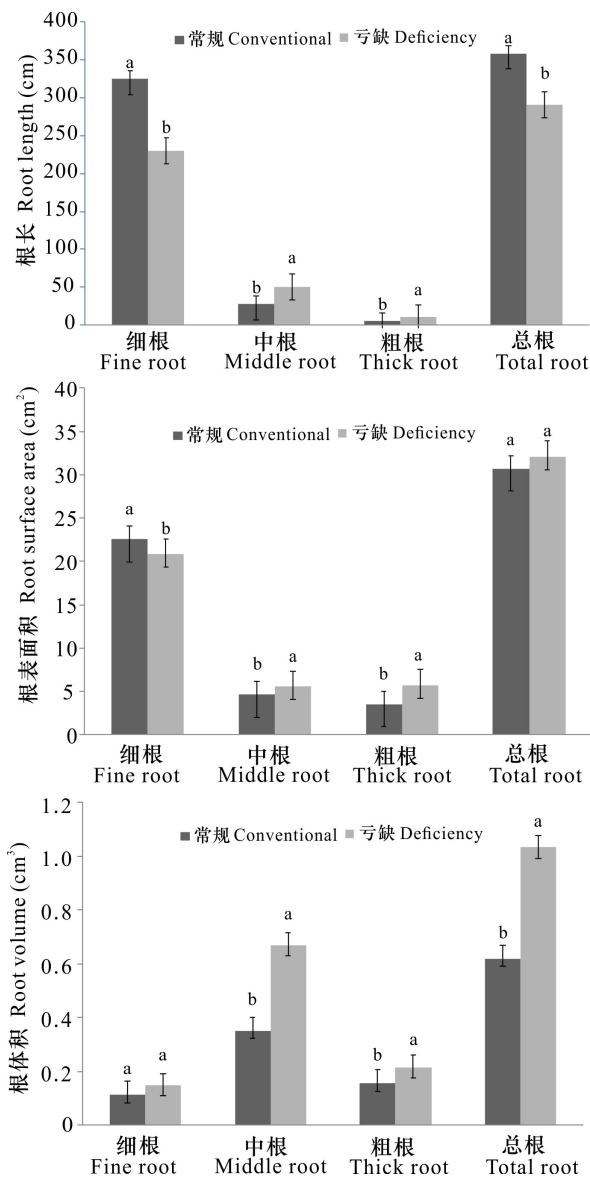 400
350
300
250
200
150
100
50
0
根长 Root length (cm)
常规 Conventional 亏缺 Deficiency
a b b a b a a b
细根 中根 粗根 总根
Fine root Middle root Thick root Total root
40
35
30
25
20
15
10
5
0
根表面积 Root surface area (cm²)
常规 Conventional 亏缺 Deficiency
a b b a b a a a
细根 中根 粗根 总根
Fine root Middle root Thick root Total root
1.2
1.0
0.8
0.6
0.4
0.2
0
根体积 Root volume (cm³)
常规 Conventional 亏缺 Deficiency
a a b a b a b a
细根 中根 粗根 总根
Fine root Middle root Thick root Total root